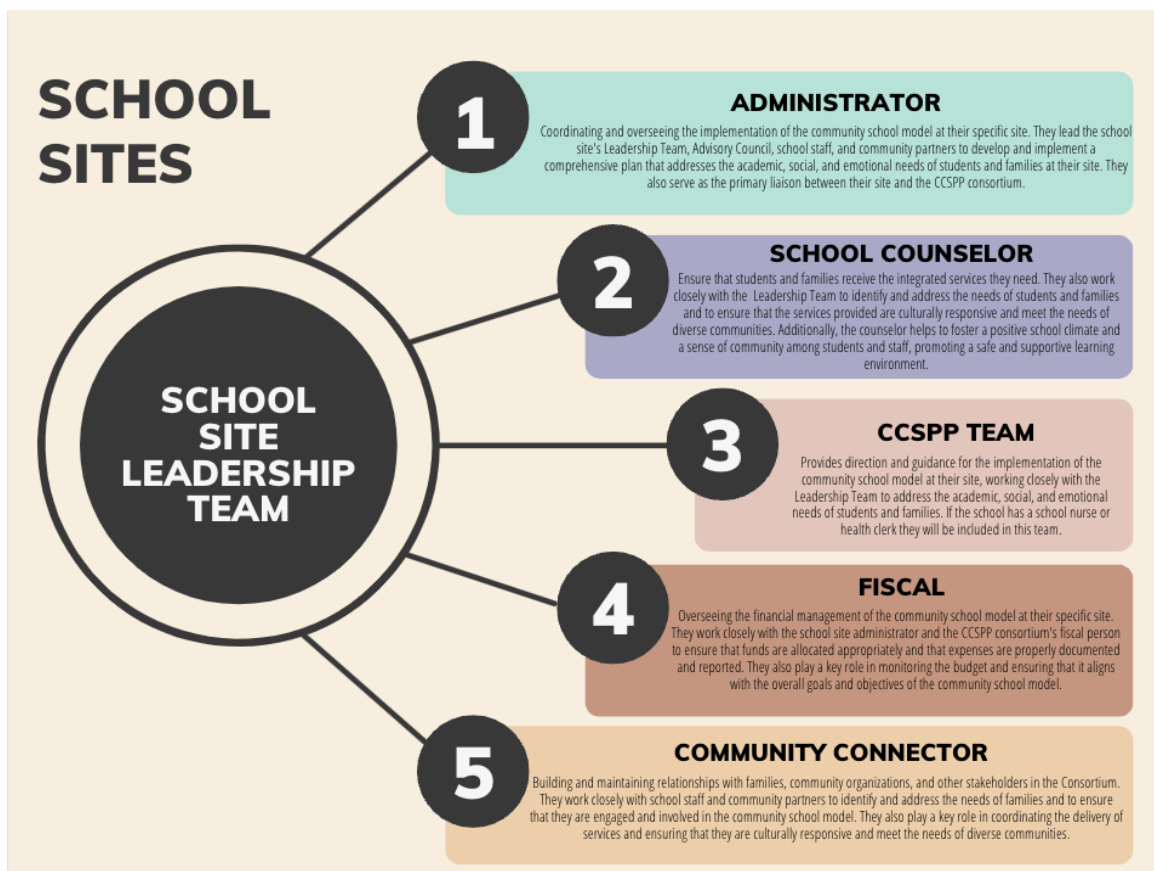 SCHOOL
SITES
SCHOOL
SITE
LEADERSHIP
TEAM
1
ADMINISTRATOR
Coordinating and overseeing the implementation of the community school model at their specific site. They lead the school
site's Leadership Team, Advisory Council, school staff, and community partners to develop and implement a
comprehensive plan that addresses the academic, social, and emotional needs of students and families at their site. They
also serve as the primary liaison between their site and the CCSPP consortium.
2
SCHOOL COUNSELOR
Ensure that students and families receive the integrated services they need. They also work
closely with the Leadership Team to identify and address the needs of students and families
and to ensure that the services provided are culturally responsive and meet the needs of
diverse communities. Additionally, the counselor helps to foster a positive school climate and
a sense of community among students and staff, promoting a safe and supportive learning
environment.
3
CCSPP TEAM
Provides direction and guidance for the implementation of the
community school model at their site, working closely with the
Leadership Team to address the academic, social, and emotional
needs of students and families. If the school has a school nurse or
health clerk they will be included in this team.
4
FISCAL
Overseeing the financial management of the community school model at their specific site.
They work closely with the school site administrator and the CCSPP consortium's fiscal person
to ensure that funds are allocated appropriately and that expenses are properly documented
and reported. They also play a key role in monitoring the budget and ensuring that it aligns
with the overall goals and objectives of the community school model.
5
COMMUNITY CONNECTOR
Building and maintaining relationships with families, community organizations, and other stakeholders in the Consortium.
They work closely with school staff and community partners to identify and address the needs of families and to ensure
that they are engaged and involved in the community school model. They also play a key role in coordinating the delivery of
services and ensuring that they are culturally responsive and meet the needs of diverse communities.